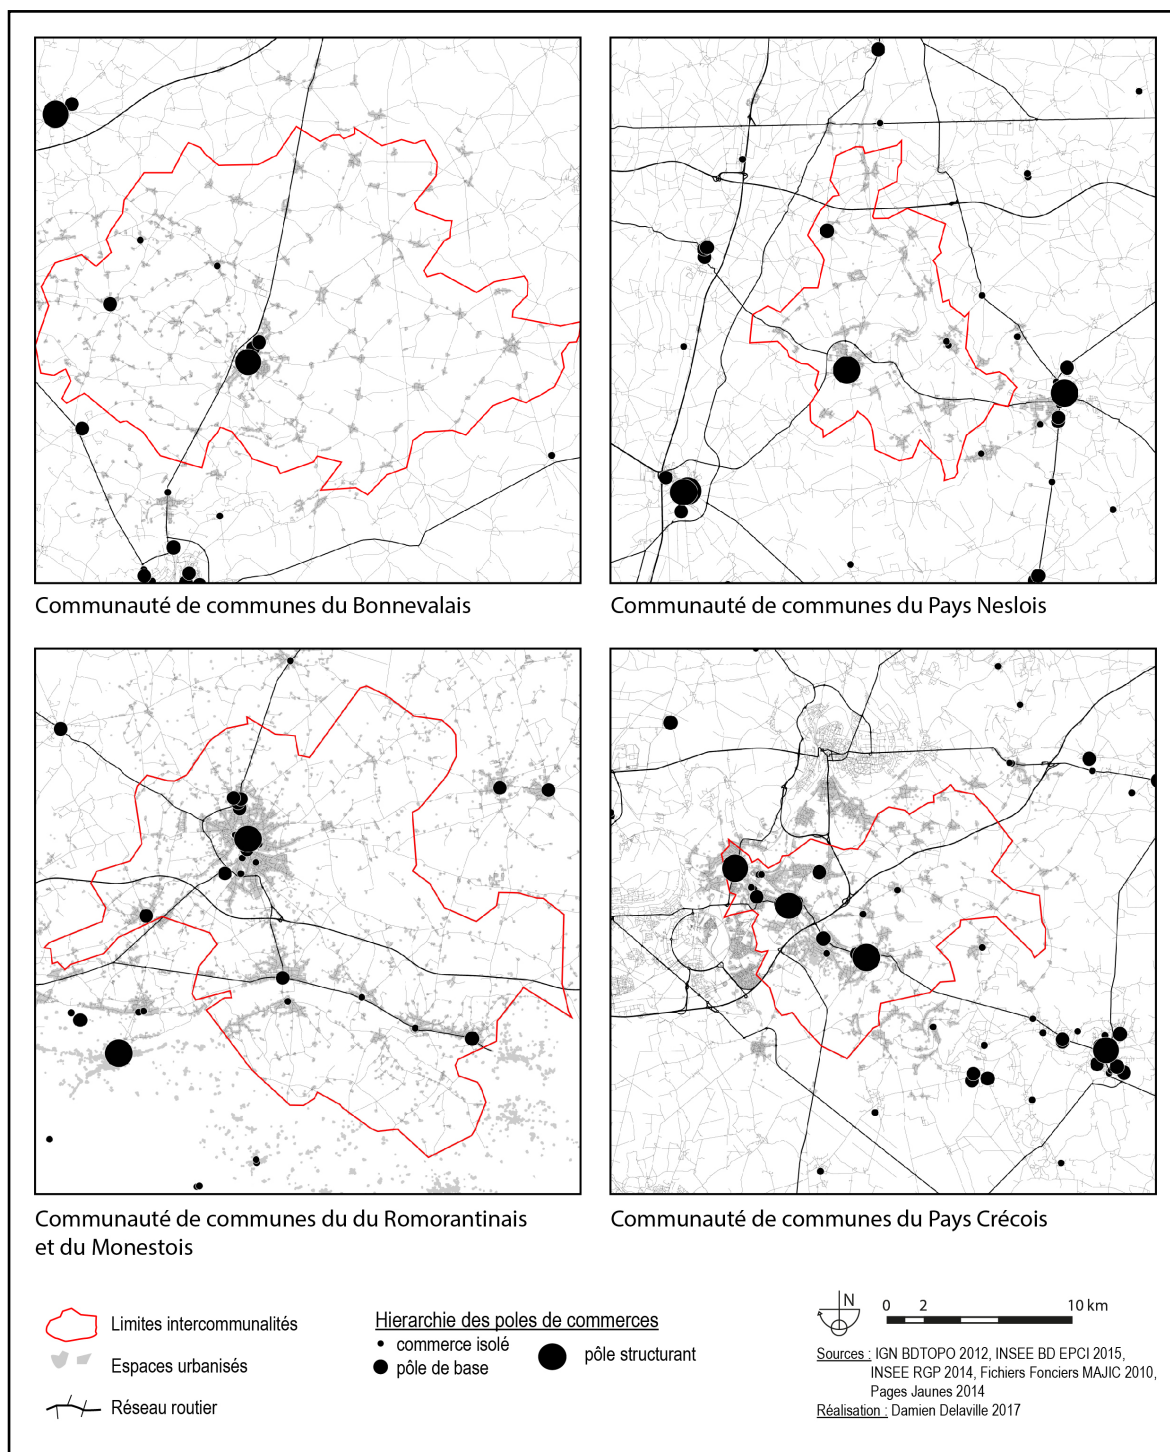 Communauté de communes du Bonnevalais
Communauté de communes du Pays Neslois
Communauté de communes du du Romorantinais
et du Monestois
Communauté de communes du Pays Crécois
Limites intercommunalités
Espaces urbanisés
Réseau routier
Hierarchie des poles de commerces
commerce isolé
pôle de base
pôle structurant
N
0 2 10 km
Sources : IGN BDTOPO 2012, INSEE BD EPCI 2015,
INSEE RGP 2014, Fichiers Fonciers MAJIC 2010,
Pages Jaunes 2014
Réalisation : Damien Delaville 2017